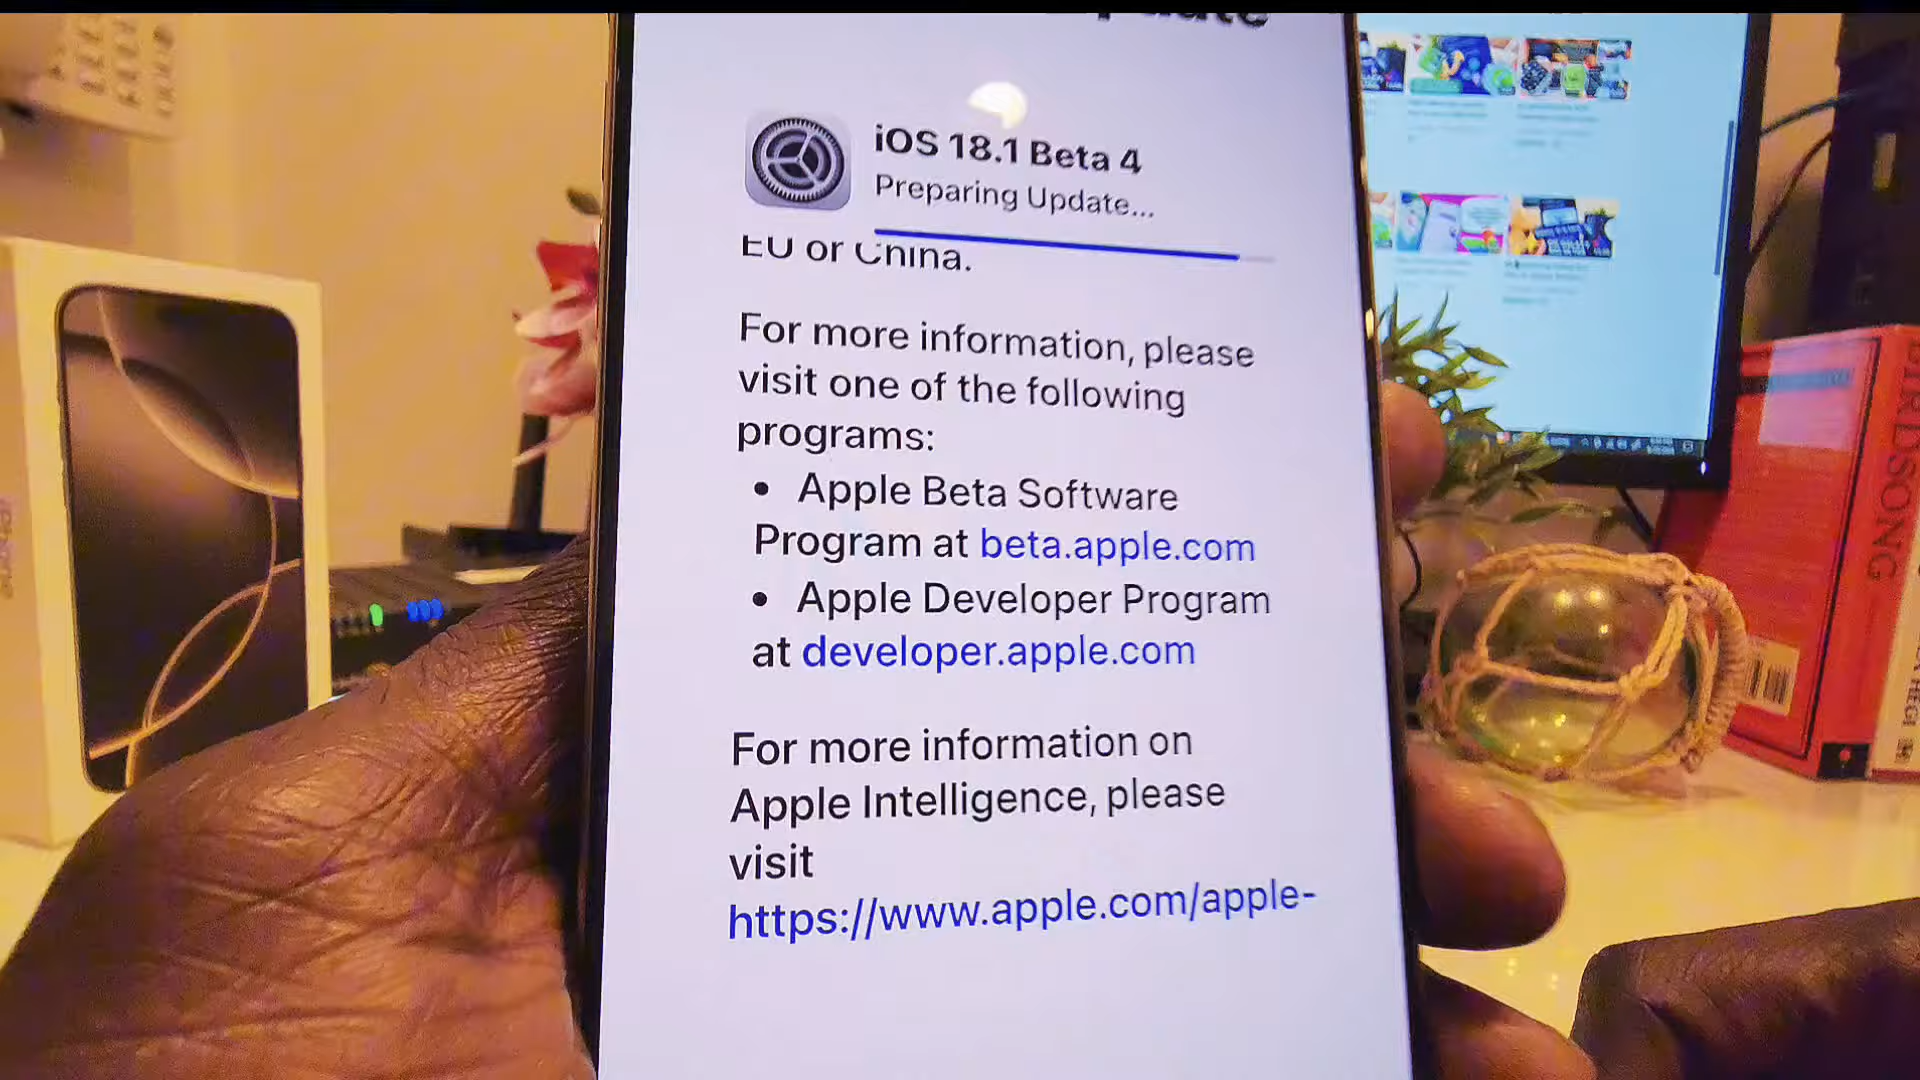 iOS 18.1 Beta 4
Preparing Update...
EU or China.
For more information, please
visit one of the following
programs:
• Apple Beta Software
Program at beta.apple.com
• Apple Developer Program
at developer.apple.com
For more information on
Apple Intelligence, please
visit
https://www.apple.com/apple-
BIRDSONG